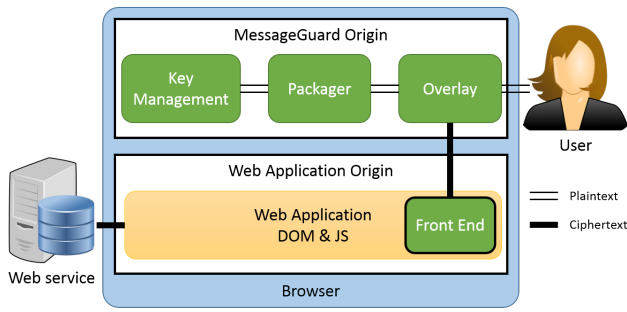 MessageGuard Origin
Key
Management
Packager
Overlay
User
Web Application Origin
Web Application
DOM & JS
Front End
Web service
Browser
Plaintext
Ciphertext